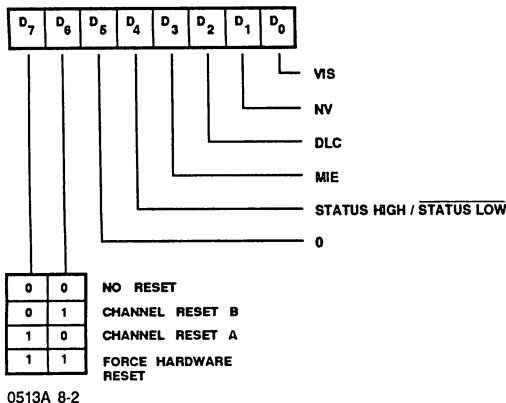 D7 D6 D5 D4 D3 D2 D1 D0
VIS
NV
DLC
MIE
STATUS HIGH / STATUS LOW
0
0 0 NO RESET
0 1 CHANNEL RESET B
1 0 CHANNEL RESET A
1 1 FORCE HARDWARE
RESET
0513A 8-2